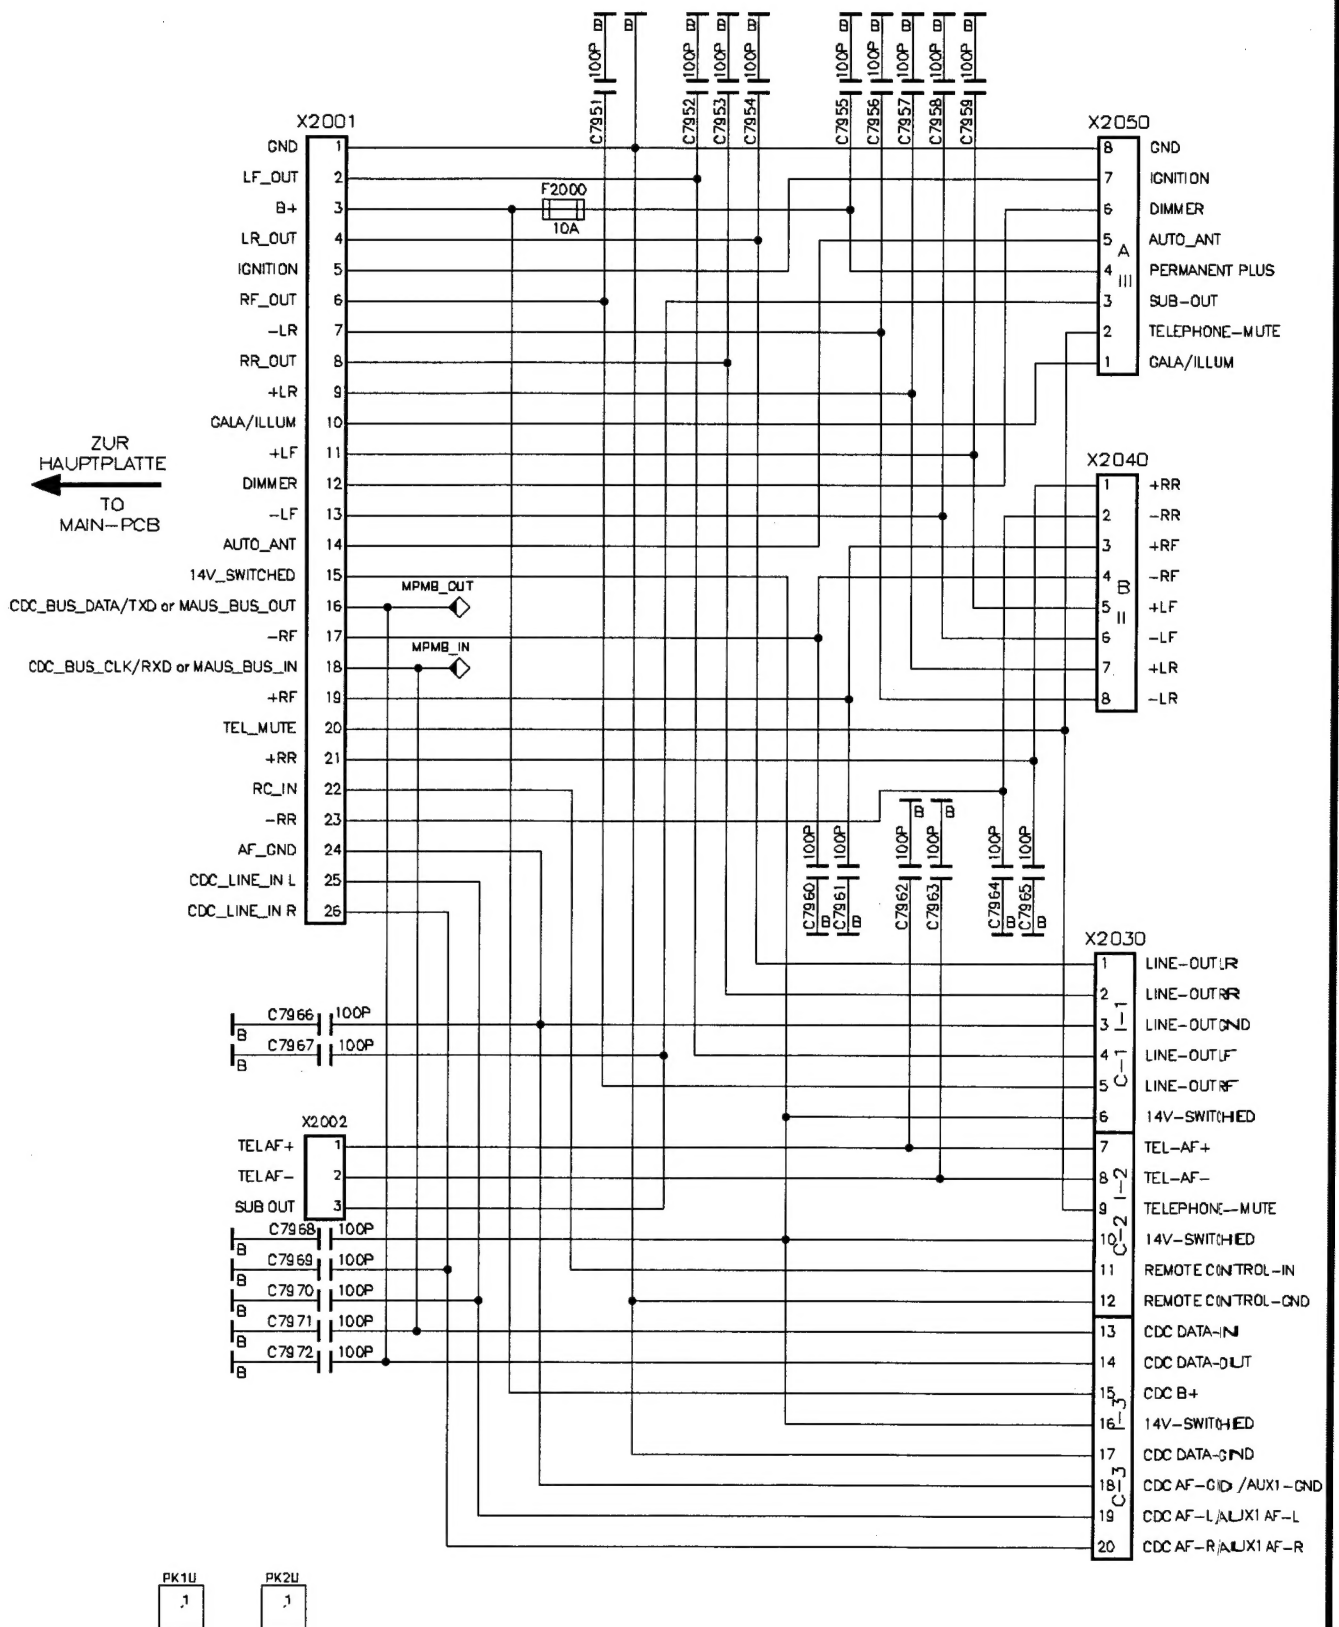 B B B B B B B B B B
100P 100P 100P 100P 100P 100P 100P 100P 100P
C7951 C7952 C7953 C7954 C7955 C7956 C7957 C7958 C7959
X2001
GND 1
LF_OUT 2
B+ 3
LR_OUT 4
IGNITION 5
RF_OUT 6
-LR 7
RR_OUT 8
+LR 9
GALA/ILLUM 10
+LF 11
DIMMER 12
-LF 13
AUTO_ANT 14
14V_SWITCHED 15
CDC_BUS_DATA/TXD or MAUS_BUS_OUT 16
-RF 17
CDC_BUS_CLK/RXD or MAUS_BUS_IN 18
+RF 19
TEL_MUTE 20
+RR 21
RC_IN 22
-RR 23
AF_GND 24
CDC_LINE_IN L 25
CDC_LINE_IN R 26
F2000
10A
MPMB_OUT
MPMB_IN
ZUR
HAUPTPLATTE
TO
MAIN-PCB
X2050
8 GND
7 IGNITION
6 DIMMER
5 AUTO_ANT
4 PERMANENT PLUS
3 SUB-OUT
2 TELEPHONE-MUTE
1 GALA/ILLUM
A
III
X2040
1 +RR
2 -RR
3 +RF
4 -RF
5 +LF
6 -LF
7 +LR
8 -LR
B
II
B B
100P 100P 100P 100P 100P 100P
C7960 C7961 C7962 C7963 C7964 C7965
B B B B
X2030
1 LINE-OUT LR
2 LINE-OUT RR
3 LINE-OUT GND
4 LINE-OUT LF
5 LINE-OUT RF
6 14V-SWITCHED
7 TEL-AF+
8 TEL-AF-
9 TELEPHONE-MUTE
10 14V-SWITCHED
11 REMOTE CONTROL-IN
12 REMOTE CONTROL-GND
13 CDC DATA-IN
14 CDC DATA-OUT
15 CDC B+
16 14V-SWITCHED
17 CDC DATA-GND
18 CDC AF-GND/AUX1-GND
19 CDC AF-L/AUX1 AF-L
20 CDC AF-R/AUX1 AF-R
C-1 I-1
C-2 I-2
C-3 I-3
C7966 100P
B
C7967 100P
B
X2002
TELAF+ 1
TELAF- 2
SUB OUT 3
C7968 100P
B
C7969 100P
B
C7970 100P
B
C7971 100P
B
C7972 100P
B
PK1U PK2U
1 1